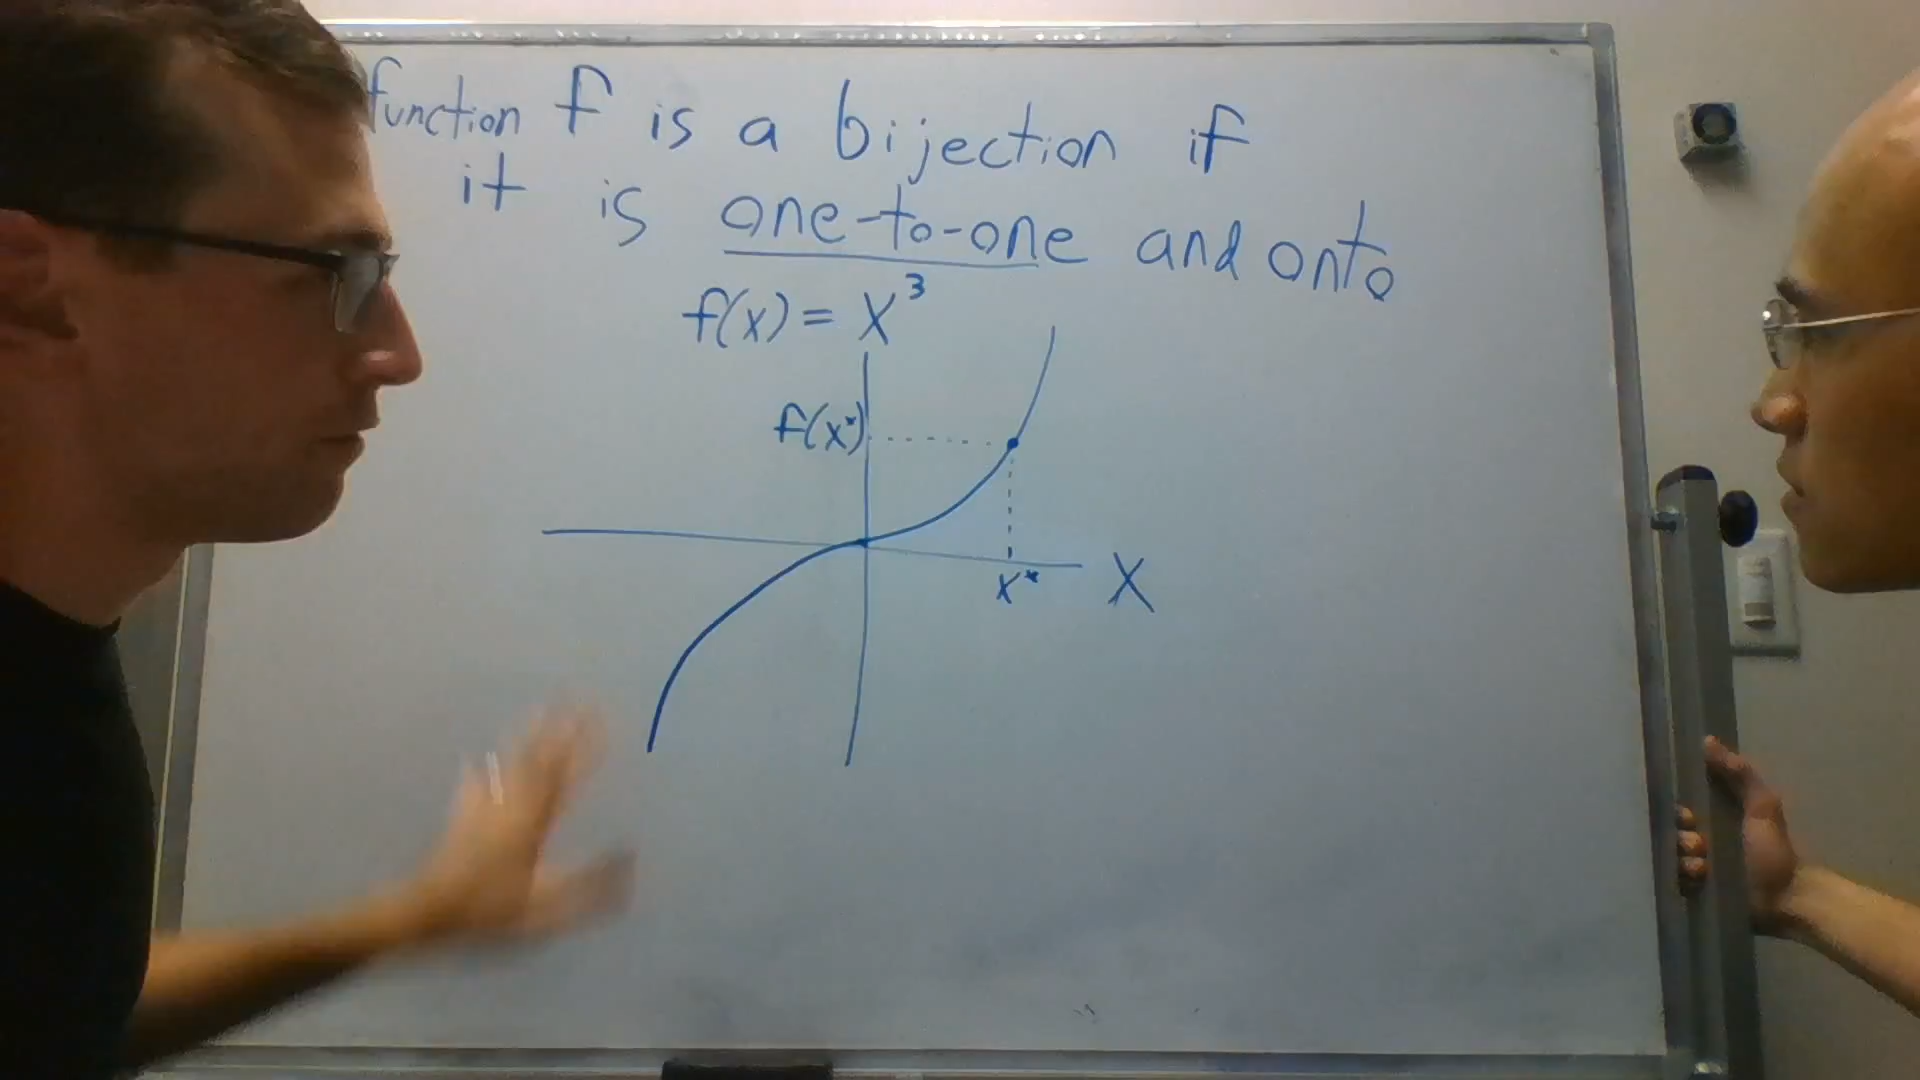 function f is a bijection if
it is one-to-one and onto
f(x) = x³
f(x*)
x*
X